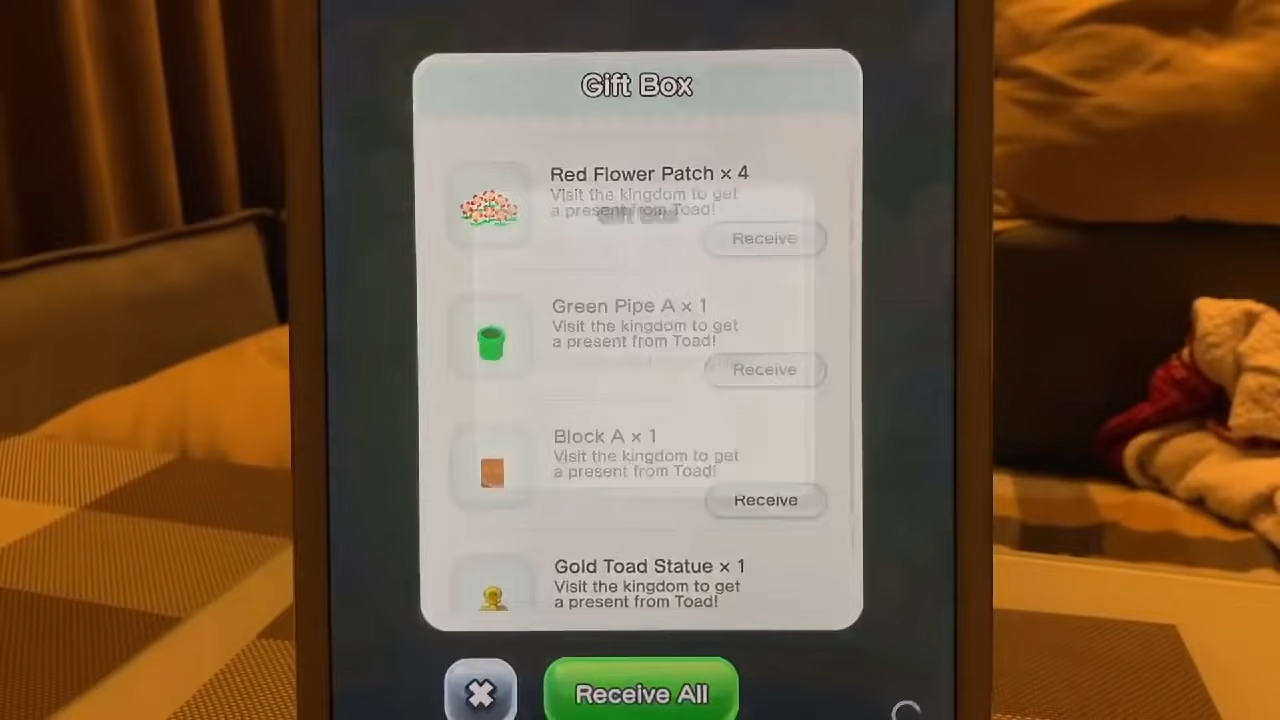 Gift Box
Red Flower Patch × 4
Visit the kingdom to get
a present from Toad!
Receive
Green Pipe A × 1
Visit the kingdom to get
a present from Toad!
Receive
Block A × 1
Visit the kingdom to get
a present from Toad!
Receive
Gold Toad Statue × 1
Visit the kingdom to get
a present from Toad!
Receive All